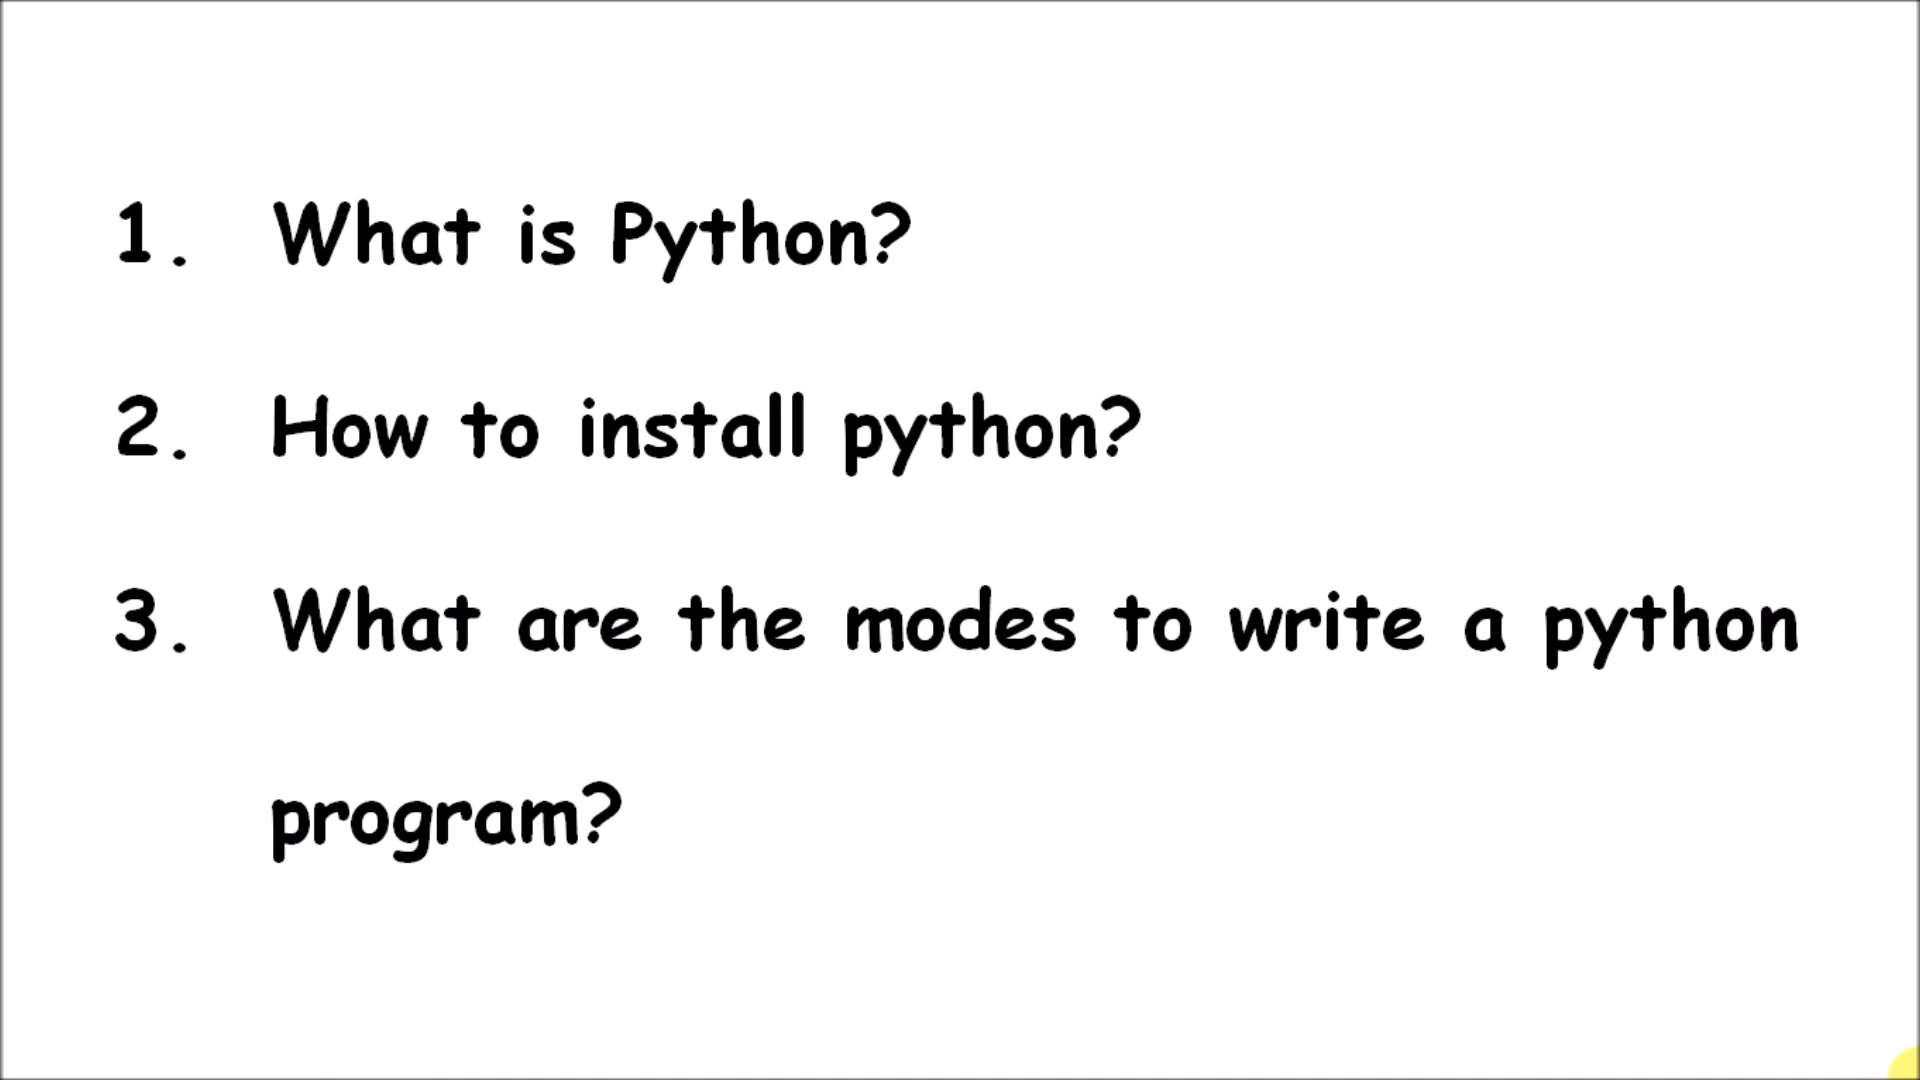 1. What is Python?
2. How to install python?
3. What are the modes to write a python
program?